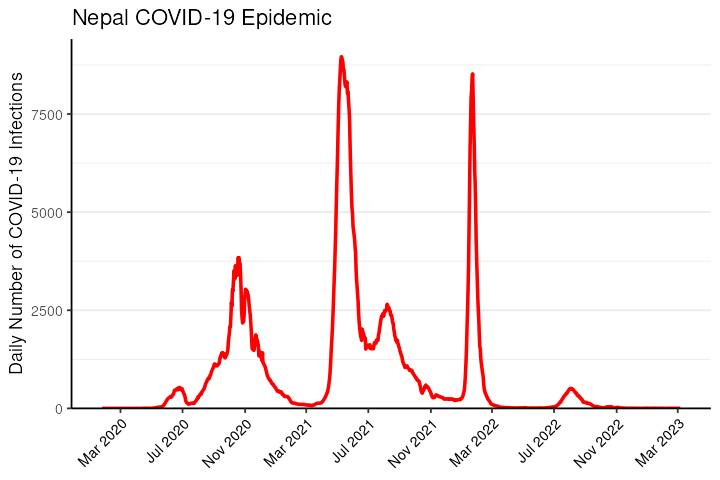 Nepal COVID-19 Epidemic
Daily Number of COVID-19 Infections
7500
5000
2500
0
Mar 2020
Jul 2020
Nov 2020
Mar 2021
Jul 2021
Nov 2021
Mar 2022
Jul 2022
Nov 2022
Mar 2023